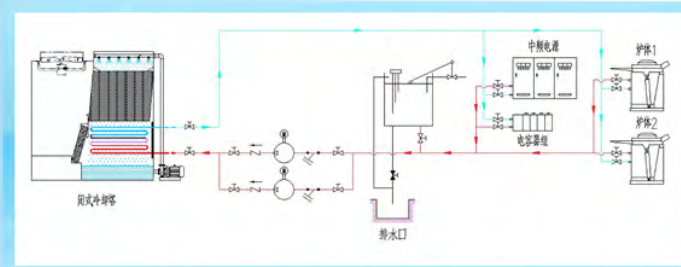 中频电源
炉体1
电容器组
炉体2
闭式冷却塔
排水口